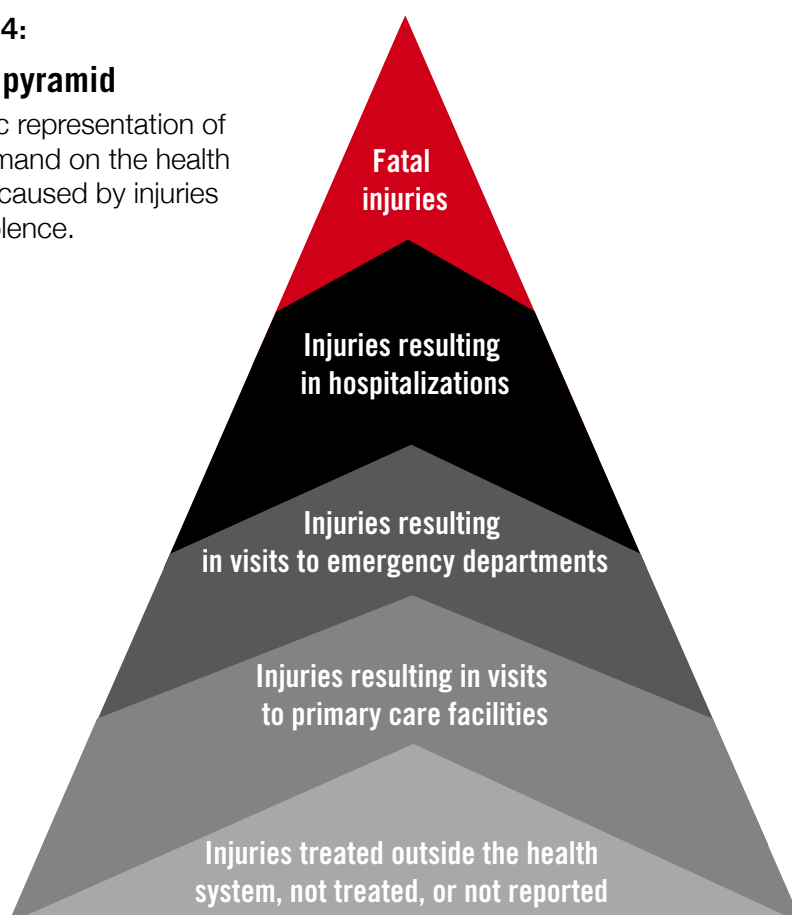 4:
pyramid
c representation of
mand on the health
caused by injuries
lence.
Fatal
injuries
Injuries resulting
in hospitalizations
Injuries resulting
in visits to emergency departments
Injuries resulting in visits
to primary care facilities
Injuries treated outside the health
system, not treated, or not reported